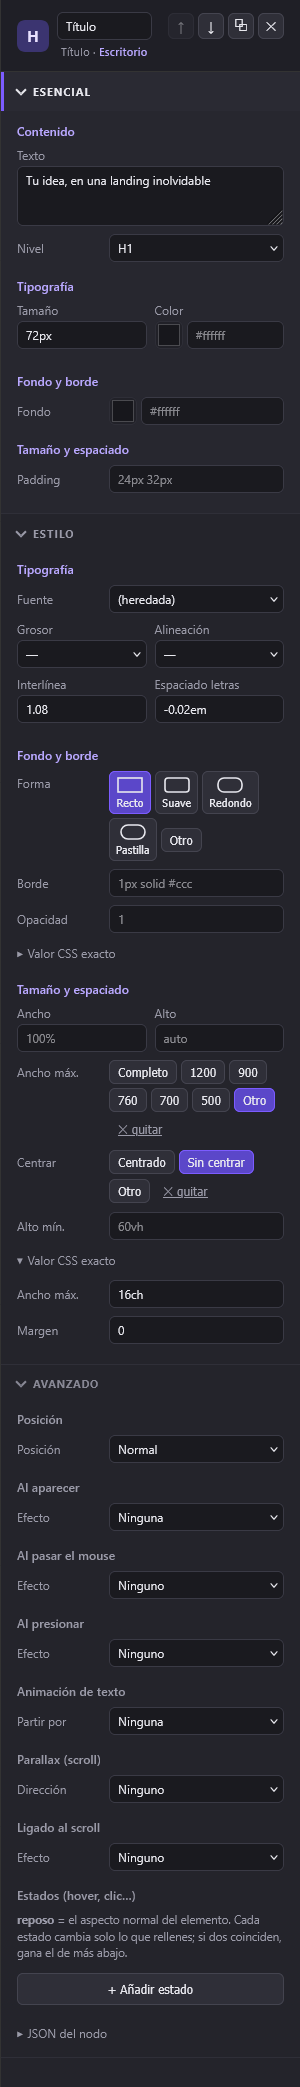 H
Título
↑ ↓ ✕
Título · Escritorio
ESENCIAL
Contenido
Texto
Tu idea, en una landing inolvidable
Nivel H1
Tipografía
Tamaño Color
72px #ffffff
Fondo y borde
Fondo #ffffff
Tamaño y espaciado
Padding 24px 32px
ESTILO
Tipografía
Fuente (heredada)
Grosor Alineación
— —
Interlínea Espaciado letras
1.08 -0.02em
Fondo y borde
Forma Recto Suave Redondo
Pastilla Otro
Borde 1px solid #ccc
Opacidad 1
▸ Valor CSS exacto
Tamaño y espaciado
Ancho Alto
100% auto
Ancho máx. Completo 1200 900
760 700 500 Otro
✕ quitar
Centrar Centrado Sin centrar
Otro ✕ quitar
Alto mín. 60vh
▾ Valor CSS exacto
Ancho máx. 16ch
Margen 0
AVANZADO
Posición
Posición Normal
Al aparecer
Efecto Ninguna
Al pasar el mouse
Efecto Ninguno
Al presionar
Efecto Ninguno
Animación de texto
Partir por Ninguna
Parallax (scroll)
Dirección Ninguno
Ligado al scroll
Efecto Ninguno
Estados (hover, clic...)
reposo = el aspecto normal del elemento. Cada
estado cambia solo lo que rellenes; si dos coinciden,
gana el de más abajo.
+ Añadir estado
▸ JSON del nodo